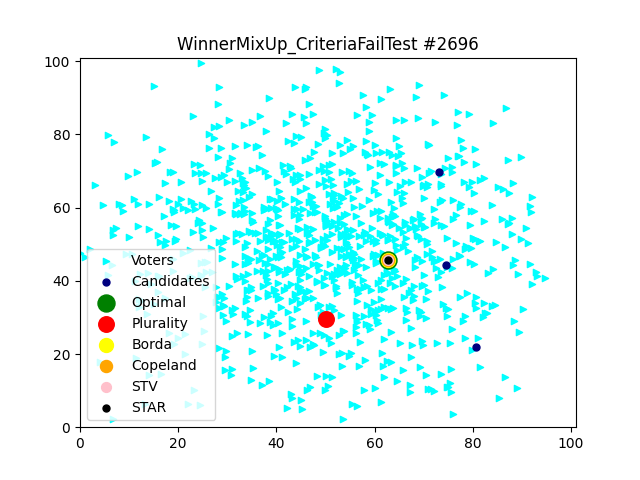 WinnerMixUp_CriteriaFailTest #2696
100
80
60
40
20
0
Voters
Candidates
Optimal
Plurality
Borda
Copeland
STV
STAR
0 20 40 60 80 100